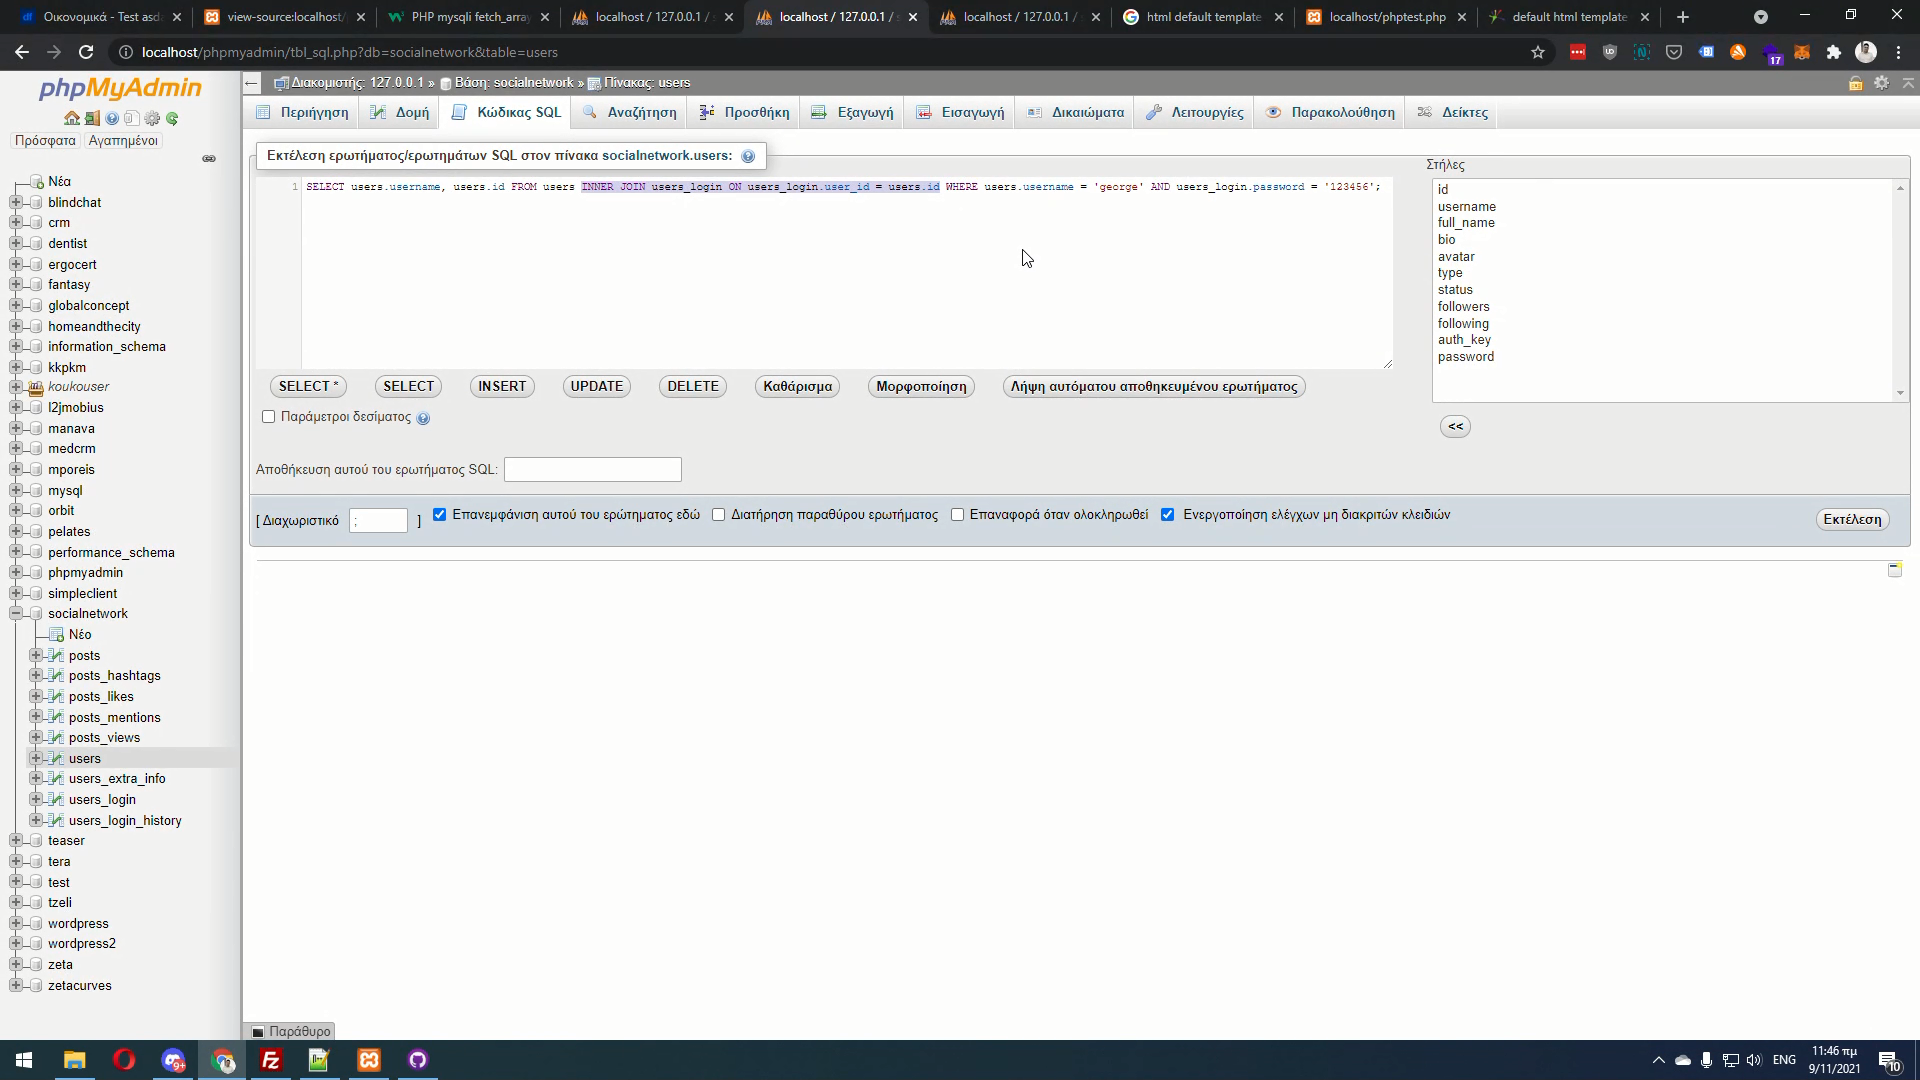 Οικονομικά - Test asd
view-source:localhost/
PHP mysqli fetch_array
localhost / 127.0.0.1 / s
localhost / 127.0.0.1 / s
localhost / 127.0.0.1 / s
html default template
localhost/phptest.php
default html template
localhost/phpmyadmin/tbl_sql.php?db=socialnetwork&table=users
17
phpMyAdmin
Πρόσφατα Αγαπημένοι
Νέα
blindchat
crm
dentist
ergocert
fantasy
globalconcept
homeandthecity
information_schema
kkpkm
koukouser
l2jmobius
manava
medcrm
mporeis
mysql
orbit
pelates
performance_schema
phpmyadmin
simpleclient
socialnetwork
Νέο
posts
posts_hashtags
posts_likes
posts_mentions
posts_views
users
users_extra_info
users_login
users_login_history
teaser
tera
test
tzeli
wordpress
wordpress2
zeta
zetacurves
Διακομιστής: 127.0.0.1 » Βάση: socialnetwork » Πίνακας: users
Περιήγηση Δομή Κώδικας SQL Αναζήτηση Προσθήκη Εξαγωγή Εισαγωγή Δικαιώματα Λειτουργίες Παρακολούθηση Δείκτες
Εκτέλεση ερωτήματος/ερωτημάτων SQL στον πίνακα socialnetwork.users:
1 SELECT users.username, users.id FROM users INNER JOIN users_login ON users_login.user_id = users.id WHERE users.username = 'george' AND users_login.password = '123456';
Στήλες
id
username
full_name
bio
avatar
type
status
followers
following
auth_key
password
<<
SELECT * SELECT INSERT UPDATE DELETE Καθάρισμα Μορφοποίηση Λήψη αυτόματου αποθηκευμένου ερωτήματος
Παράμετροι δεσίματος
Αποθήκευση αυτού του ερωτήματος SQL:
[ Διαχωριστικό ; ] Επανεμφάνιση αυτού του ερώτηματος εδώ Διατήρηση παραθύρου ερωτήματος Επαναφορά όταν ολοκληρωθεί Ενεργοποίηση ελέγχων μη διακριτών κλειδιών Εκτέλεση
Παράθυρο
9+
ENG
11:46 πμ
9/11/2021
10